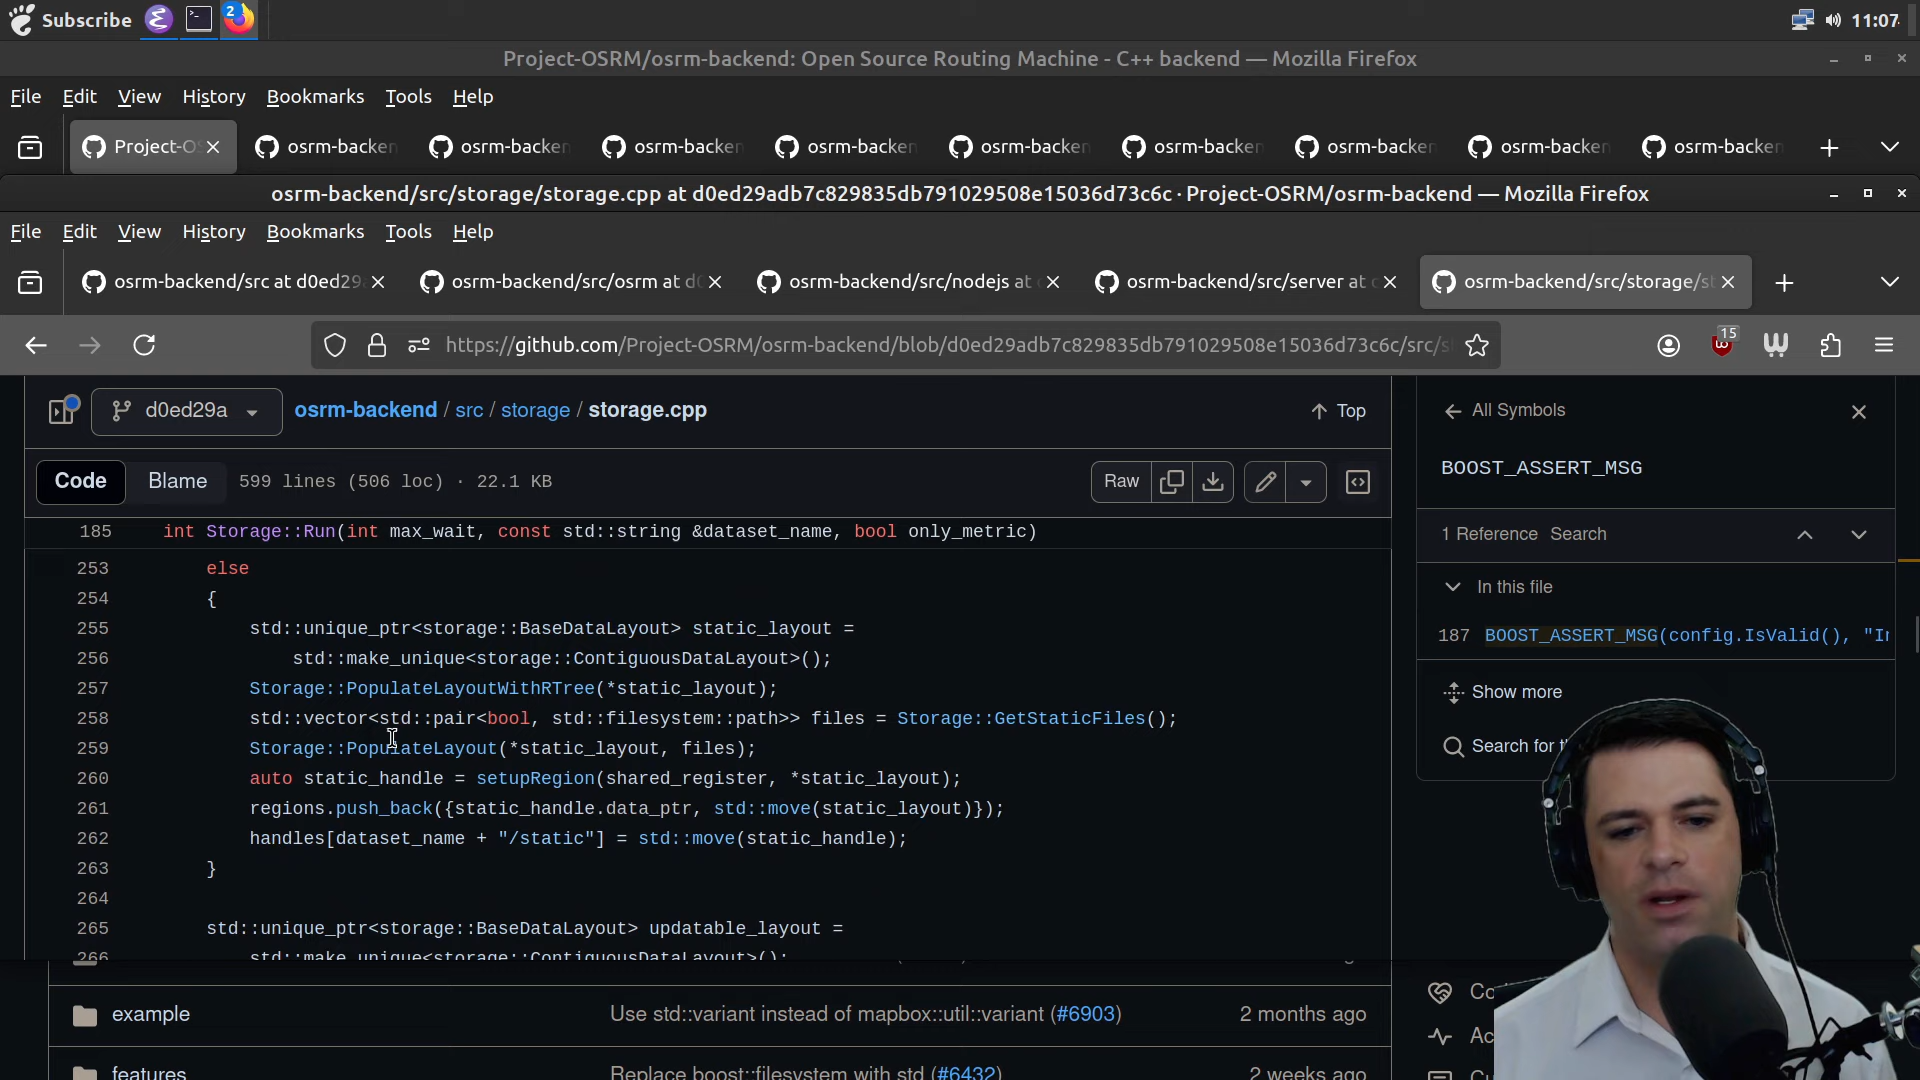 Subscribe
2
11:07
Project-OSRM/osrm-backend: Open Source Routing Machine - C++ backend — Mozilla Firefox
File Edit View History Bookmarks Tools Help
Project-O osrm-backen osrm-backen osrm-backen osrm-backen osrm-backen osrm-backen osrm-backen osrm-backen osrm-backen
osrm-backend/src/storage/storage.cpp at d0ed29adb7c829835db791029508e15036d73c6c · Project-OSRM/osrm-backend — Mozilla Firefox
File Edit View History Bookmarks Tools Help
osrm-backend/src at d0ed29 osrm-backend/src/osrm at d osrm-backend/src/nodejs at osrm-backend/src/server at osrm-backend/src/storage/s
https://github.com/Project-OSRM/osrm-backend/blob/d0ed29adb7c829835db791029508e15036d73c6c/src/s
15
d0ed29a
osrm-backend / src / storage / storage.cpp
Top
Code Blame 599 lines (506 loc) · 22.1 KB
Raw
185 int Storage::Run(int max_wait, const std::string &dataset_name, bool only_metric)
253 else
254 {
255 std::unique_ptr<storage::BaseDataLayout> static_layout =
256 std::make_unique<storage::ContiguousDataLayout>();
257 Storage::PopulateLayoutWithRTree(*static_layout);
258 std::vector<std::pair<bool, std::filesystem::path>> files = Storage::GetStaticFiles();
259 Storage::PopulateLayout(*static_layout, files);
260 auto static_handle = setupRegion(shared_register, *static_layout);
261 regions.push_back({static_handle.data_ptr, std::move(static_layout)});
262 handles[dataset_name + "/static"] = std::move(static_handle);
263 }
264
265 std::unique_ptr<storage::BaseDataLayout> updatable_layout =
266 std::make_unique<storage::ContiguousDataLayout>();
All Symbols
BOOST_ASSERT_MSG
1 Reference Search
In this file
187 BOOST_ASSERT_MSG(config.IsValid(), "I
Show more
Search for
example Use std::variant instead of mapbox::util::variant (#6903) 2 months ago
features Replace boost::filesystem with std (#6432) 2 weeks ago